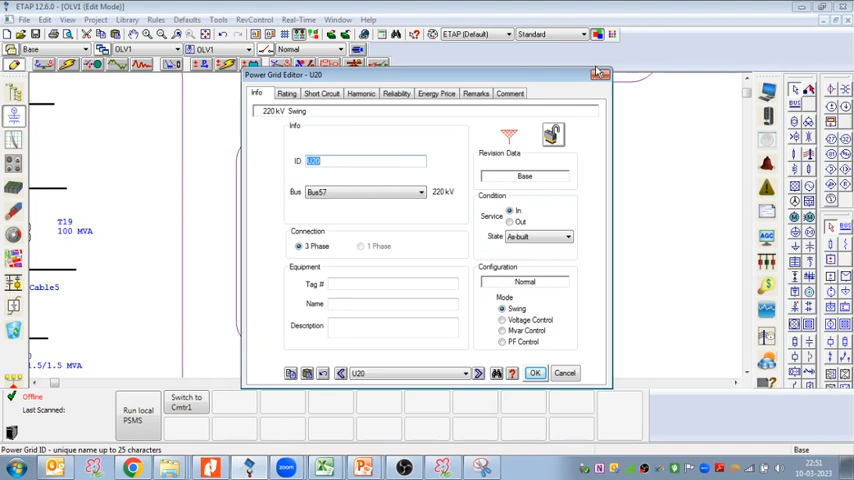 ETAP 12.6.0 - [OLV1 (Edit Mode)]
File Edit View Project Library Rules Defaults Tools RevControl Real-Time Window Help
ETAP (Default) Standard
Base OLV1 OLV1 Normal
Power Grid Editor - U20
Info Rating Short Circuit Harmonic Reliability Energy Price Remarks Comment
220 kV Swing
Info
ID U20
Bus Bus57 220 kV
Revision Data
Base
Condition
Service In
Out
State As-built
Connection
3 Phase 1 Phase
Equipment
Tag #
Name
Description
Configuration
Normal
Mode
Swing
Voltage Control
Mvar Control
PF Control
U20 OK Cancel
T19
100 MVA
Cable5
1.5/1.5 MVA
AGC
BUS
BUS
Offline
Last Scanned:
Run local
PSMS
Switch to
Cmtr1
Power Grid ID - unique name up to 25 characters
Base
22:51
10-03-2023